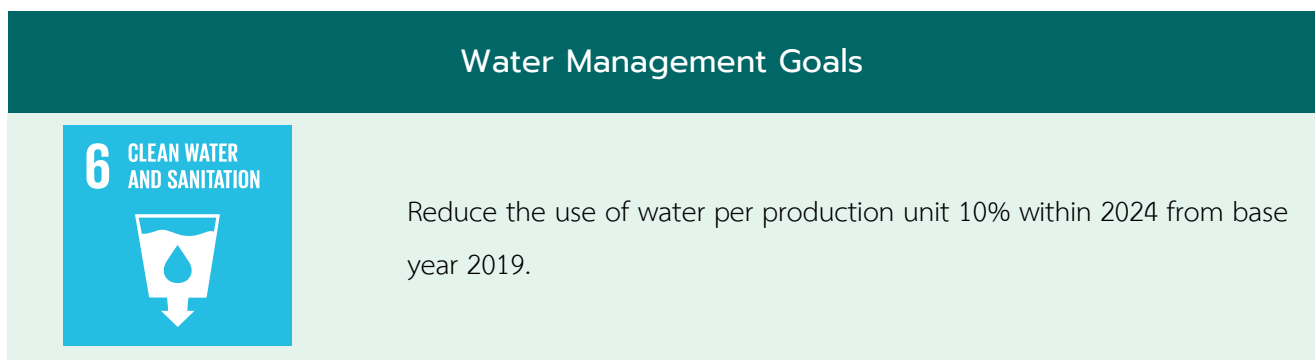 Water Management Goals
6 CLEAN WATER
AND SANITATION
Reduce the use of water per production unit 10% within 2024 from base
year 2019.